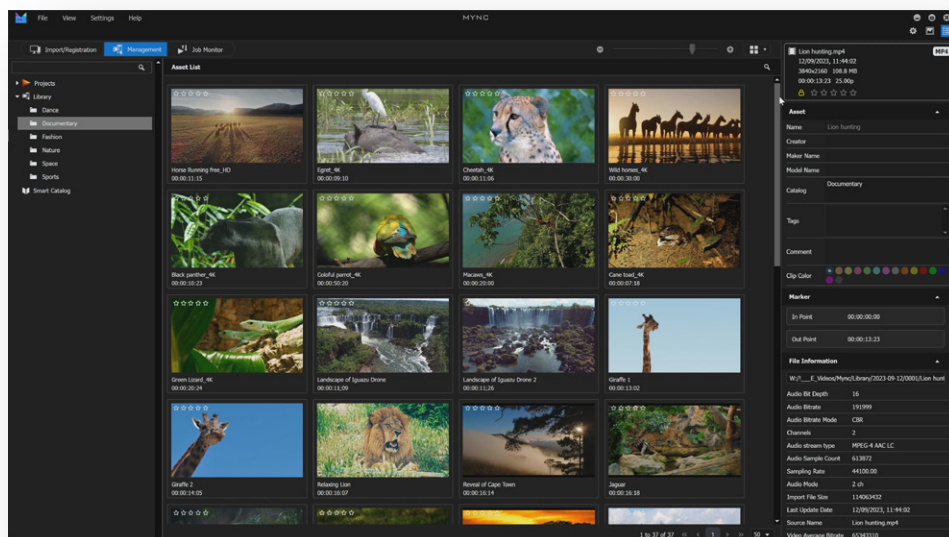 File View Settings Help
MYNC
Import/Registration Management Job Monitor
Projects
Library
Dance
Documentary
Fashion
Nature
Space
Sports
Smart Catalog
Asset List
Horse Running free_HD
00:00:11:15
Egret_4K
00:00:09:10
Cheetah_4K
00:00:11:06
Wild horses_4K
00:00:30:00
Black panther_4K
00:00:10:23
Coloful parrot_4K
00:00:50:20
Macaws_4K
00:00:20:00
Cane toad_4K
00:00:07:18
Green Lizard_4K
00:00:20:24
Landscape of Iguazu Drone
00:00:11;09
Landscape of Iguazu Drone 2
00:00:11;26
Giraffe 1
00:00:13:02
Giraffe 2
00:00:14:05
Relaxing Lion
00:00:16:07
Reveal of Cape Town
00:00:16:14
Jaguar
00:00:16:18
1 to 37 of 37 1 50
Lion hunting.mp4 MP4
12/09/2023, 11:44:02
3840x2160 108.8 MB
00:00:13:23 25.00p
Asset
Name Lion hunting
Creator
Maker Name
Model Name
Catalog Documentary
Tags
Comment
Clip Color
Marker
In Point 00:00:00:00
Out Point 00:00:13:23
File Information
Audio Bit Depth 16
Audio Bitrate 191999
Audio Bitrate Mode CBR
Channels 2
Audio stream type MPEG-4 AAC LC
Audio Sample Count 613872
Sampling Rate 44100.00
Audio Mode 2 ch
Import File Size 114063432
Last Update Date 12/09/2023, 11:44:02
Source Name Lion hunting.mp4
Video Average Bitrate 65343310